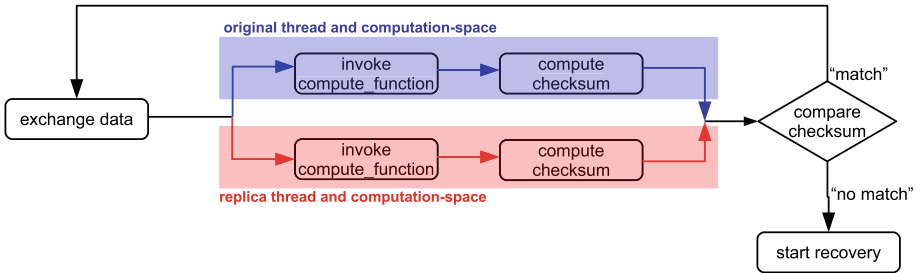 original thread and computation-space
invoke
compute_function
compute
checksum
"match"
exchange data
compare
checksum
invoke
compute_function
compute
checksum
replica thread and computation-space
"no match"
start recovery